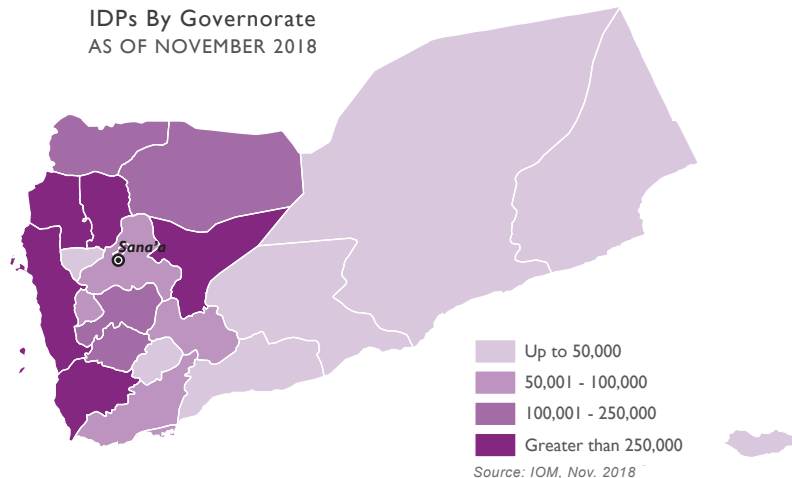 IDPs By Governorate
AS OF NOVEMBER 2018
Sana'a
Up to 50,000
50,001 - 100,000
100,001 - 250,000
Greater than 250,000
Source: IOM, Nov. 2018